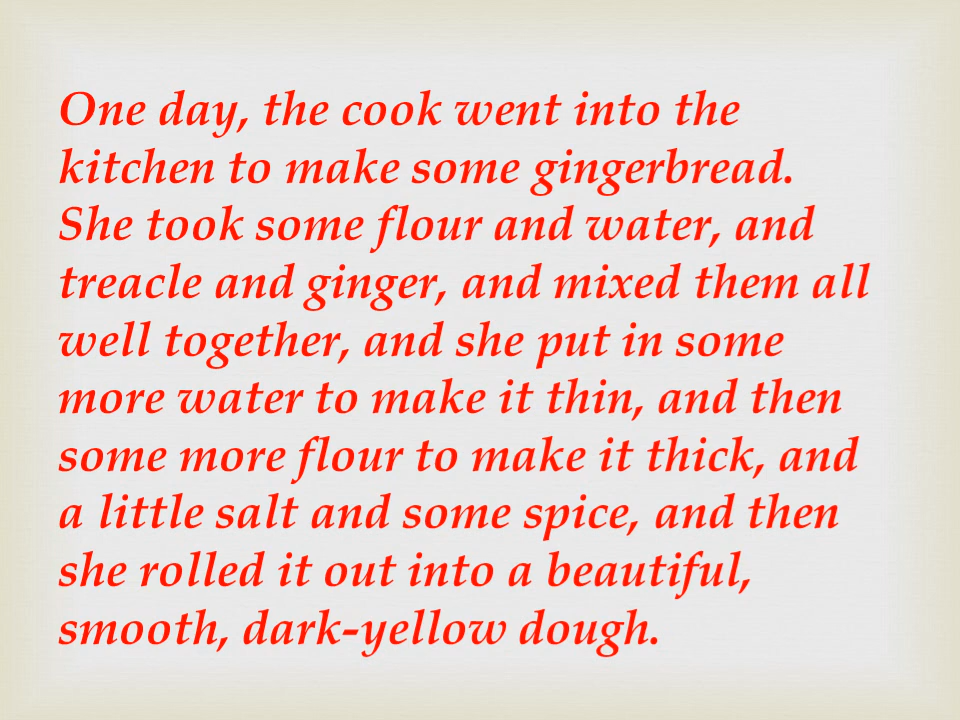 One day, the cook went into the
kitchen to make some gingerbread.
She took some flour and water, and
treacle and ginger, and mixed them all
well together, and she put in some
more water to make it thin, and then
some more flour to make it thick, and
a little salt and some spice, and then
she rolled it out into a beautiful,
smooth, dark-yellow dough.